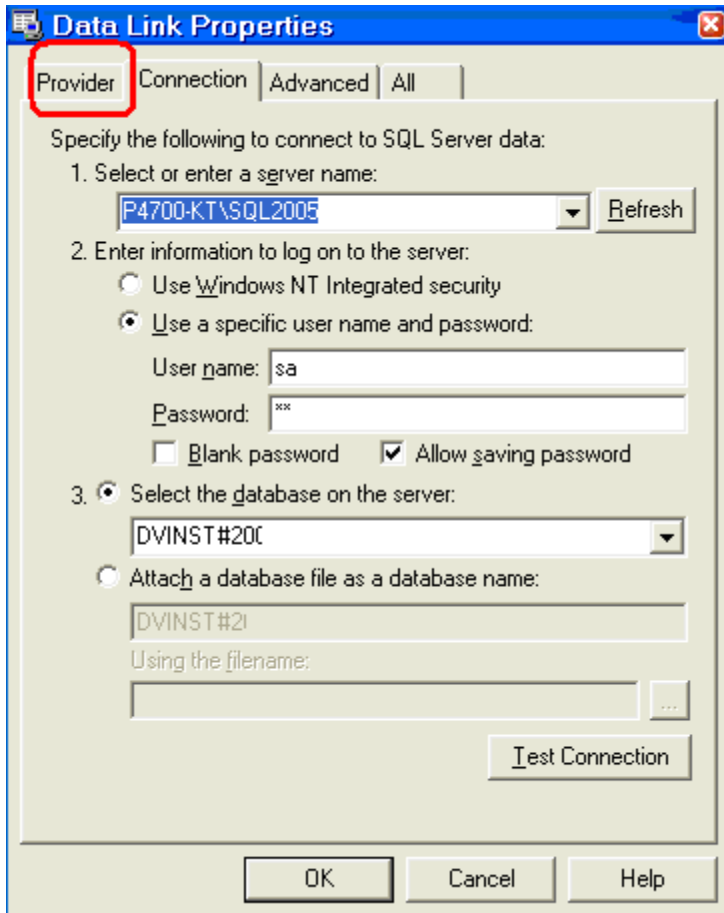 Data Link Properties
Provider Connection Advanced All
Specify the following to connect to SQL Server data:
1. Select or enter a server name:
P4700-KT\SQL2005 Refresh
2. Enter information to log on to the server:
Use Windows NT Integrated security
Use a specific user name and password:
User name: sa
Password: **
Blank password Allow saving password
3. Select the database on the server:
DVINST#200
Attach a database file as a database name:
DVINST#2
Using the filename:
...
Test Connection
OK Cancel Help